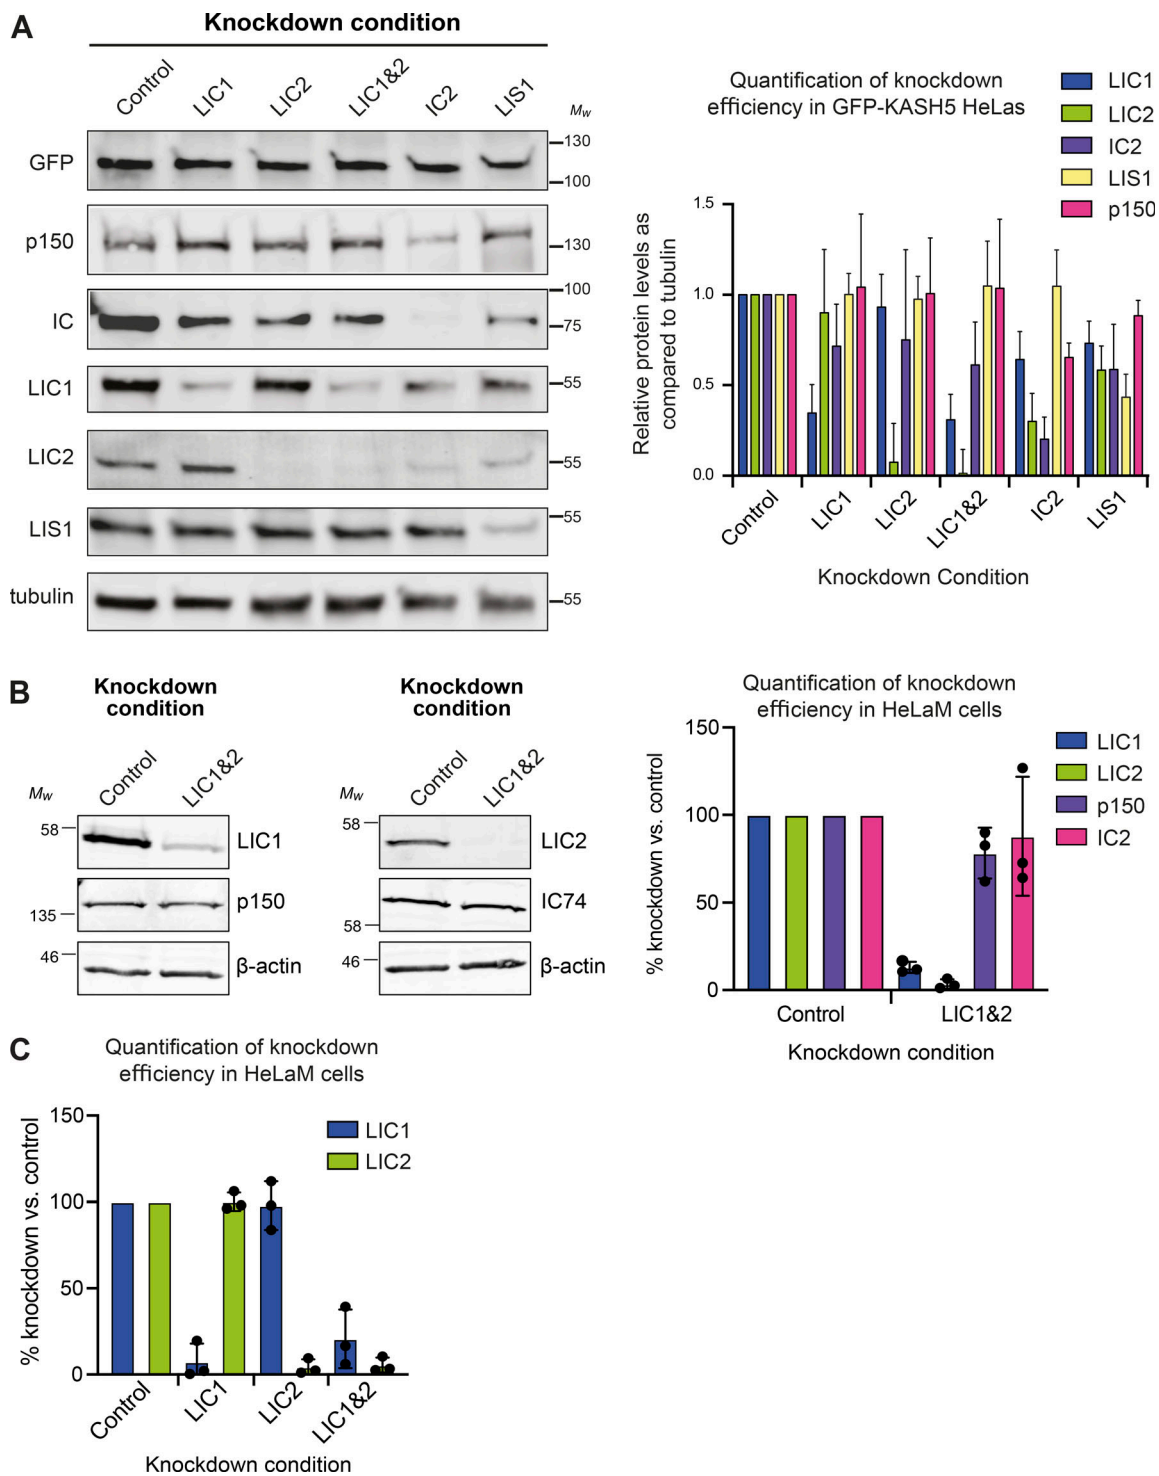 A
Knockdown condition
Control
LIC1
LIC2
LIC1&2
IC2
LIS1
Mw
GFP
130
100
p150
130
IC
100
75
LIC1
55
LIC2
55
LIS1
55
tubulin
55
Quantification of knockdown
efficiency in GFP-KASH5 HeLas
LIC1
LIC2
IC2
LIS1
p150
Relative protein levels as
compared to tubulin
1.5
1.0
0.5
0.0
Control
LIC1
LIC2
LIC1&2
IC2
LIS1
Knockdown Condition
B
Knockdown
condition
Mw
Control
LIC1&2
58
LIC1
135
p150
46
β-actin
Knockdown
condition
Mw
Control
LIC1&2
58
LIC2
58
IC74
46
β-actin
Quantification of knockdown
efficiency in HeLaM cells
LIC1
LIC2
p150
IC2
% knockdown vs. control
150
100
50
0
Control
LIC1&2
Knockdown condition
C
Quantification of knockdown
efficiency in HeLaM cells
LIC1
LIC2
% knockdown vs. control
150
100
50
0
Control
LIC1
LIC2
LIC1&2
Knockdown condition